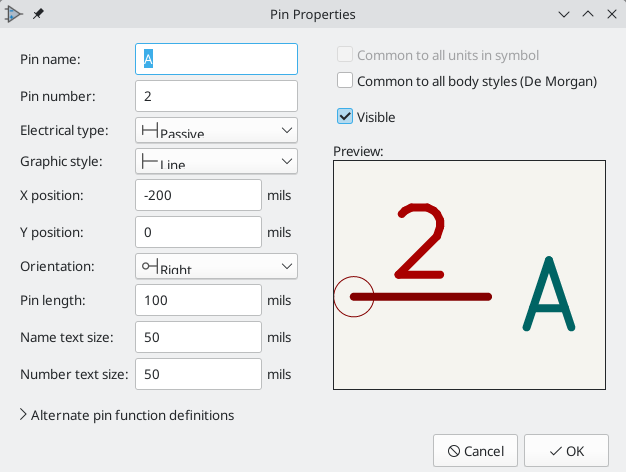 Pin Properties
Pin name:
A
Pin number:
2
Electrical type:
Passive
Graphic style:
Line
X position:
-200
mils
Y position:
0
mils
Orientation:
Right
Pin length:
100
mils
Name text size:
50
mils
Number text size:
50
mils
Alternate pin function definitions
Common to all units in symbol
Common to all body styles (De Morgan)
Visible
Preview:
2
A
Cancel
OK